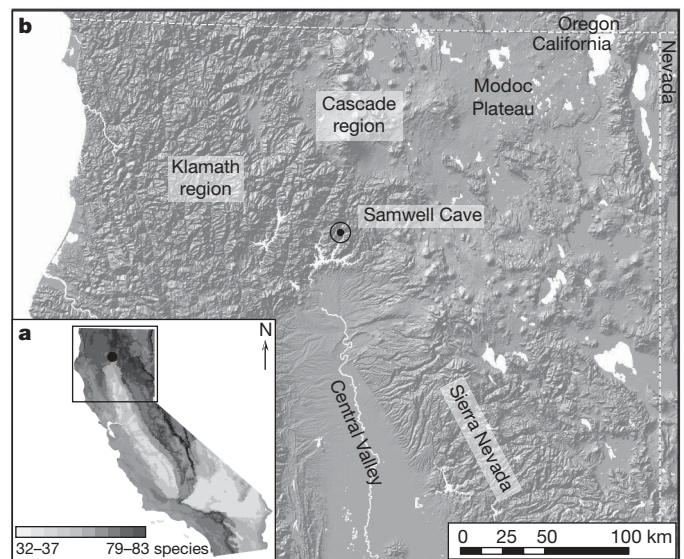 b
Oregon
California
Nevada
Modoc
Plateau
Cascade
region
Klamath
region
Samwell Cave
a
N
Central Valley
Sierra Nevada
32–37
79–83 species
0
25
50
100 km